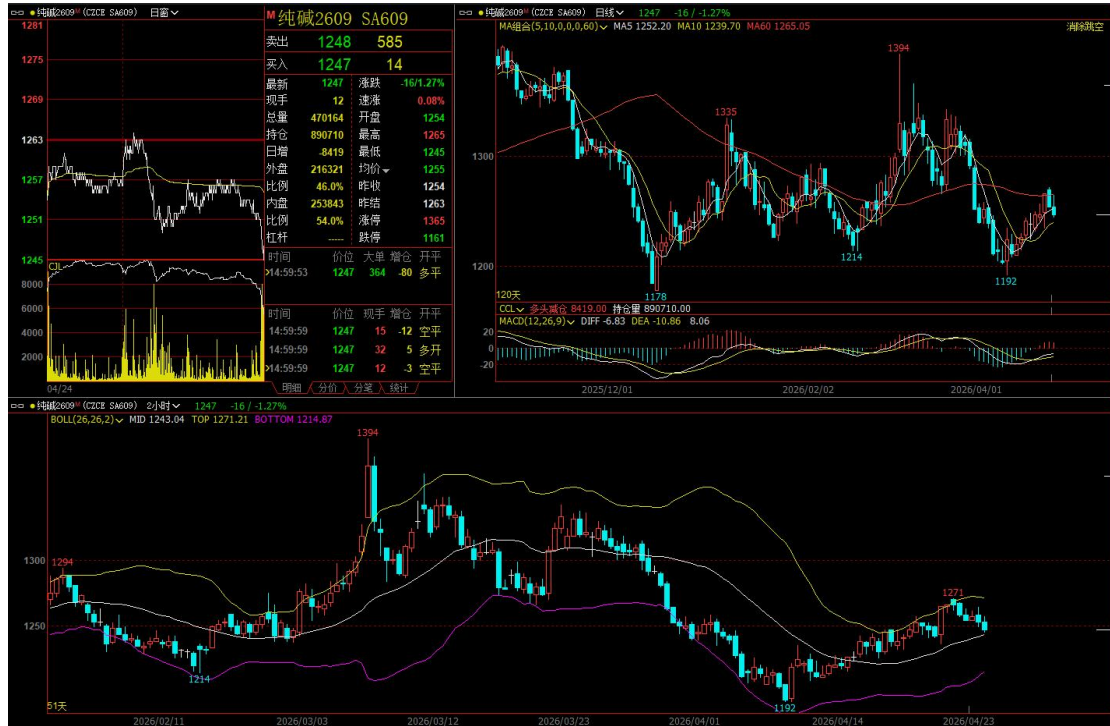 纯碱2609ᴹ (CZCE SA609) 日窗
1281
1275
1269
1263
1257
1251
1245
CJL
8000
6000
4000
2000
04/24
M 纯碱2609 SA609
卖出 1248 585
买入 1247 14
最新 1247 涨跌 -16/1.27%
现手 12 速涨 0.08%
总量 470164 开盘 1254
持仓 890710 最高 1265
日增 -8419 最低 1245
外盘 216321 均价 1255
比例 46.0% 昨收 1254
内盘 253843 昨结 1263
比例 54.0% 涨停 1365
杠杆 ----- 跌停 1161
时间 价位 大单 增仓 开平
14:59:53 1247 364 -80 多平
时间 价位 现手 增仓 开平
14:59:59 1247 15 -12 空平
14:59:59 1247 32 5 多开
14:59:59 1247 12 -3 空平
明细 分价 分笔 统计
纯碱2609ᴹ (CZCE SA609) 日线 1247 -16 / -1.27%
MA组合(5,10,0,0,0,60) MA5 1252.20 MA10 1239.70 MA60 1265.05 消除跳空
1394
1335
1300
1214
1200
1192
1178
120天
CCL 多头减仓 8419.00 持仓量 890710.00
MACD(12,26,9) DIFF -6.83 DEA -10.86 8.06
20
0
-20
2025/12/01 2026/02/02 2026/04/01
纯碱2609ᴹ (CZCE SA609) 2小时 1247 -16 / -1.27%
BOLL(26,26,2) MID 1243.04 TOP 1271.21 BOTTOM 1214.87
1394
1300
1294
1271
1250
1214
1192
51天
2026/02/11 2026/03/03 2026/03/12 2026/03/23 2026/04/01 2026/04/14 2026/04/23